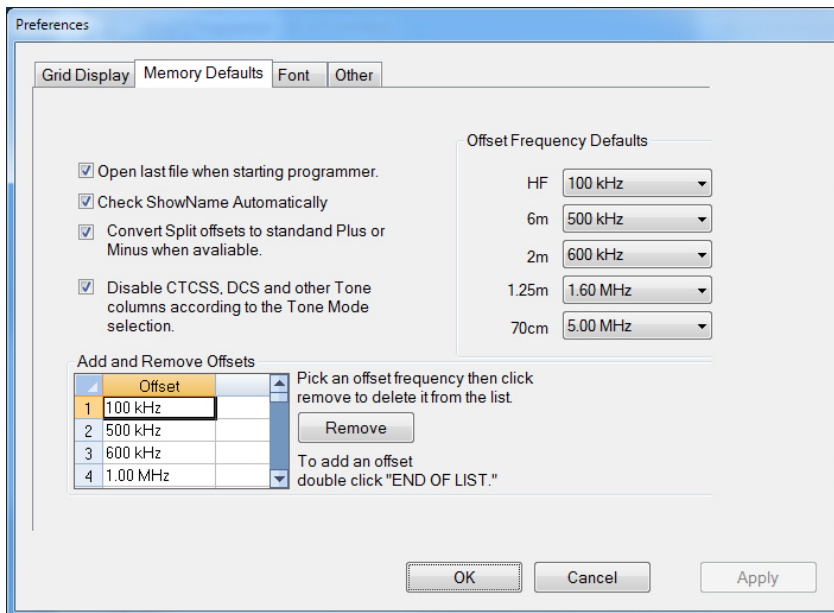 Preferences
Grid Display
Memory Defaults
Font
Other
Open last file when starting programmer.
Check ShowName Automatically
Convert Split offsets to standand Plus or
Minus when avaliable.
Disable CTCSS, DCS and other Tone
columns according to the Tone Mode
selection.
Offset Frequency Defaults
HF 100 kHz
6m 500 kHz
2m 600 kHz
1.25m 1.60 MHz
70cm 5.00 MHz
Add and Remove Offsets
Offset
1 100 kHz
2 500 kHz
3 600 kHz
4 1.00 MHz
Pick an offset frequency then click
remove to delete it from the list.
Remove
To add an offset
double click "END OF LIST."
OK
Cancel
Apply